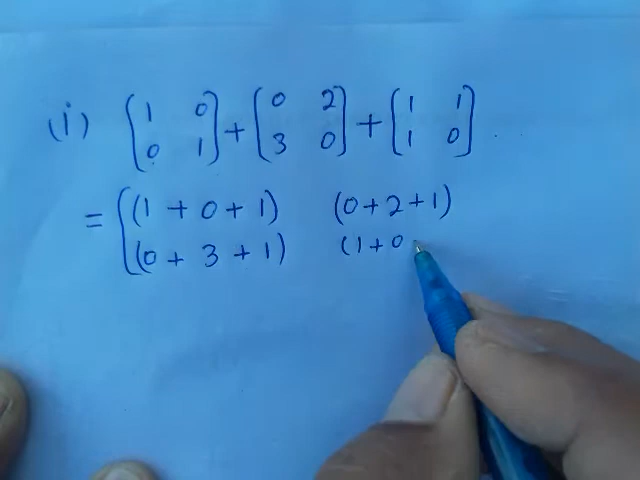 (i) [1 0 + [0 2 + [1 1
0 1] 3 0] 1 0] .
= [(1 + 0 + 1) (0 + 2 + 1)
(0 + 3 + 1) (1 + 0